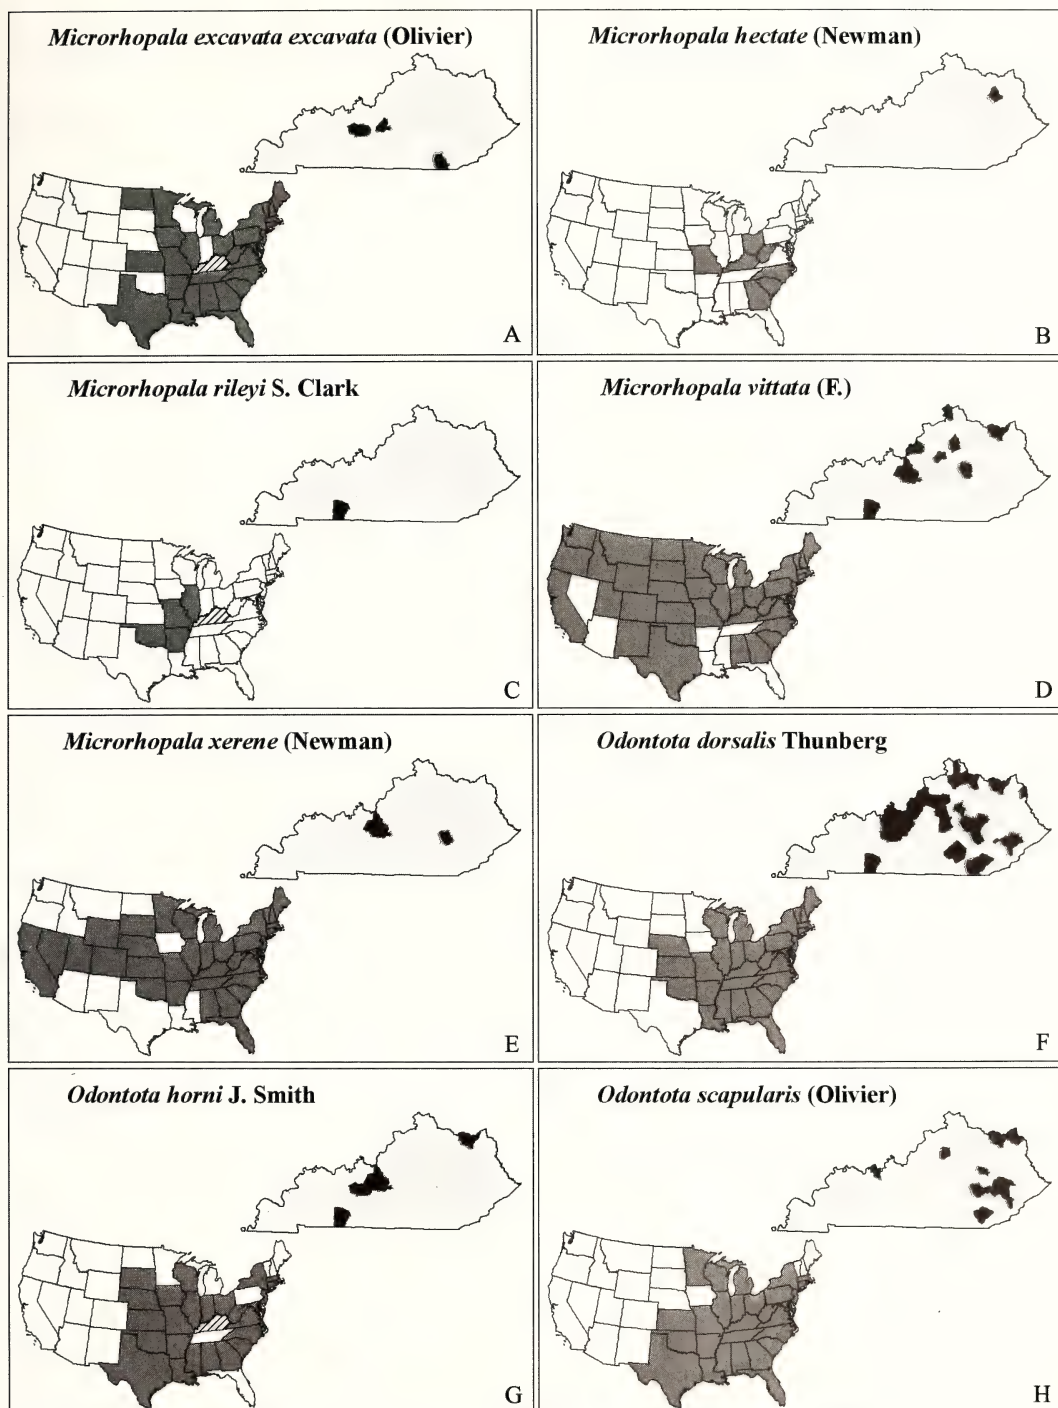 Microrhopala excavata excavata (Olivier)
A
Microrhopala hectate (Newman)
B
Microrhopala rileyi S. Clark
C
Microrhopala vittata (F.)
D
Microrhopala xerene (Newman)
E
Odontota dorsalis Thunberg
F
Odontota horni J. Smith
G
Odontota scapularis (Olivier)
H